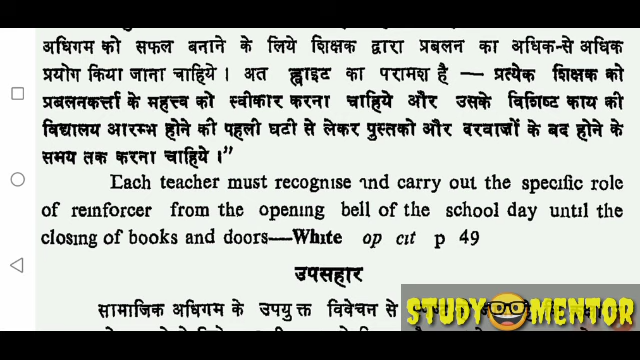 अधिगम को सफल बनाने के लिये शिक्षक द्वारा प्रबलन का अधिक-से अधिक
प्रयोग किया जाना चाहिये । अत ह्वाइट का परामश है — प्रत्येक शिक्षक को
प्रबलनकर्त्ता के महत्त्व को स्वीकार करना चाहिये और उसके विशिष्ट काय की
विद्यालय आरम्भ होने की पहली घटी से लेकर पुस्तको और दरवाजों के बद होने के
समय तक करना चाहिये ।”
Each teacher must recognise and carry out the specific role
of reinforcer from the opening bell of the school day until the
closing of books and doors—White op cit p 49
उपसहार
सामाजिक अधिगम के उपयुक्त विवेचन से
STUDY MENTOR